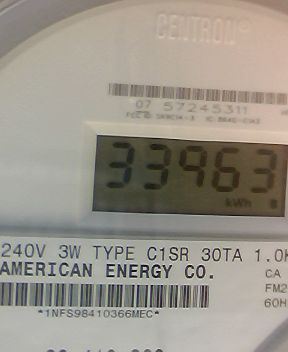 CENTRON®
07 57245311
33963
kWh
240V 3W TYPE C1SR 30TA 1.0
AMERICAN ENERGY CO.
CA
FM2
60H
*1NFS98410366MEC*